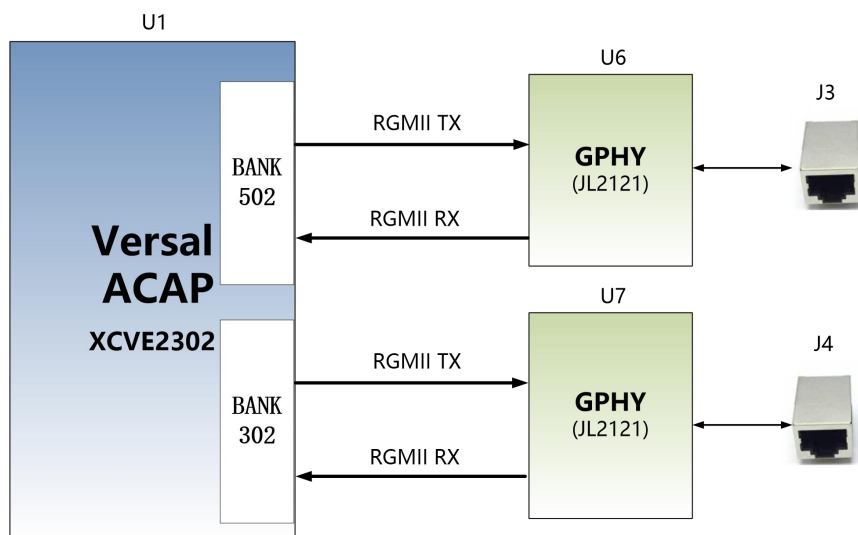 U1
U6
J3
RGMII TX
BANK
502
GPHY
(JL2121)
RGMII RX
Versal
ACAP
XCVE2302
U7
J4
RGMII TX
BANK
302
GPHY
(JL2121)
RGMII RX